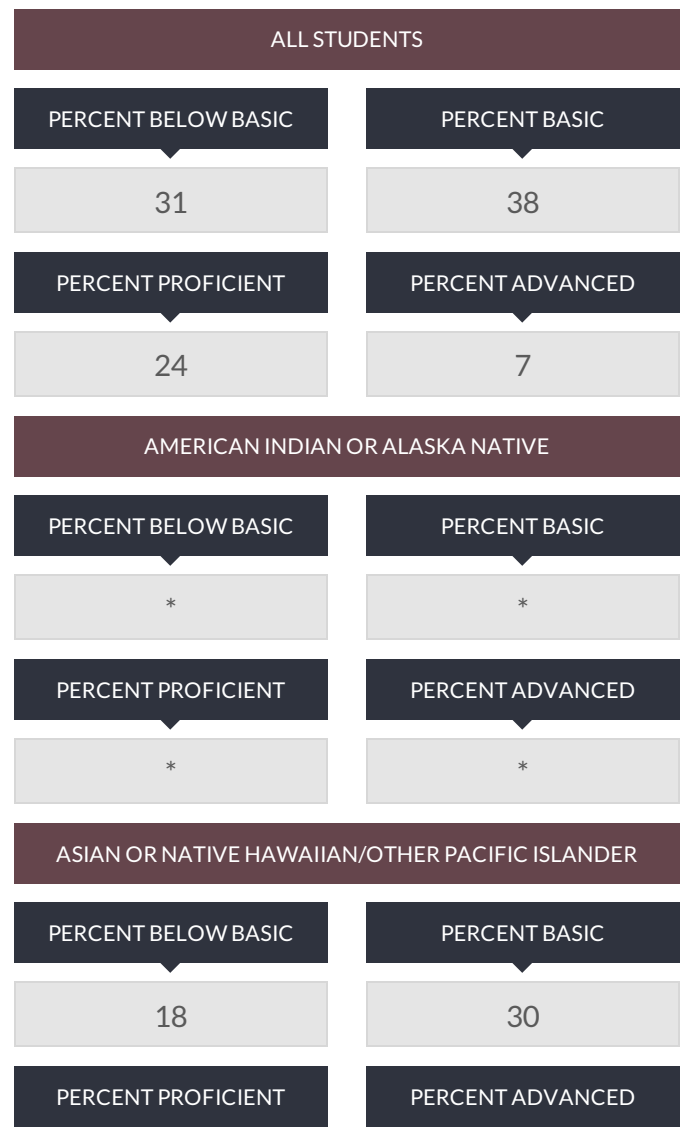 ALL STUDENTS
PERCENT BELOW BASIC PERCENT BASIC
31 38
PERCENT PROFICIENT PERCENT ADVANCED
24 7
AMERICAN INDIAN OR ALASKA NATIVE
PERCENT BELOW BASIC PERCENT BASIC
* *
PERCENT PROFICIENT PERCENT ADVANCED
* *
ASIAN OR NATIVE HAWAIIAN/OTHER PACIFIC ISLANDER
PERCENT BELOW BASIC PERCENT BASIC
18 30
PERCENT PROFICIENT PERCENT ADVANCED